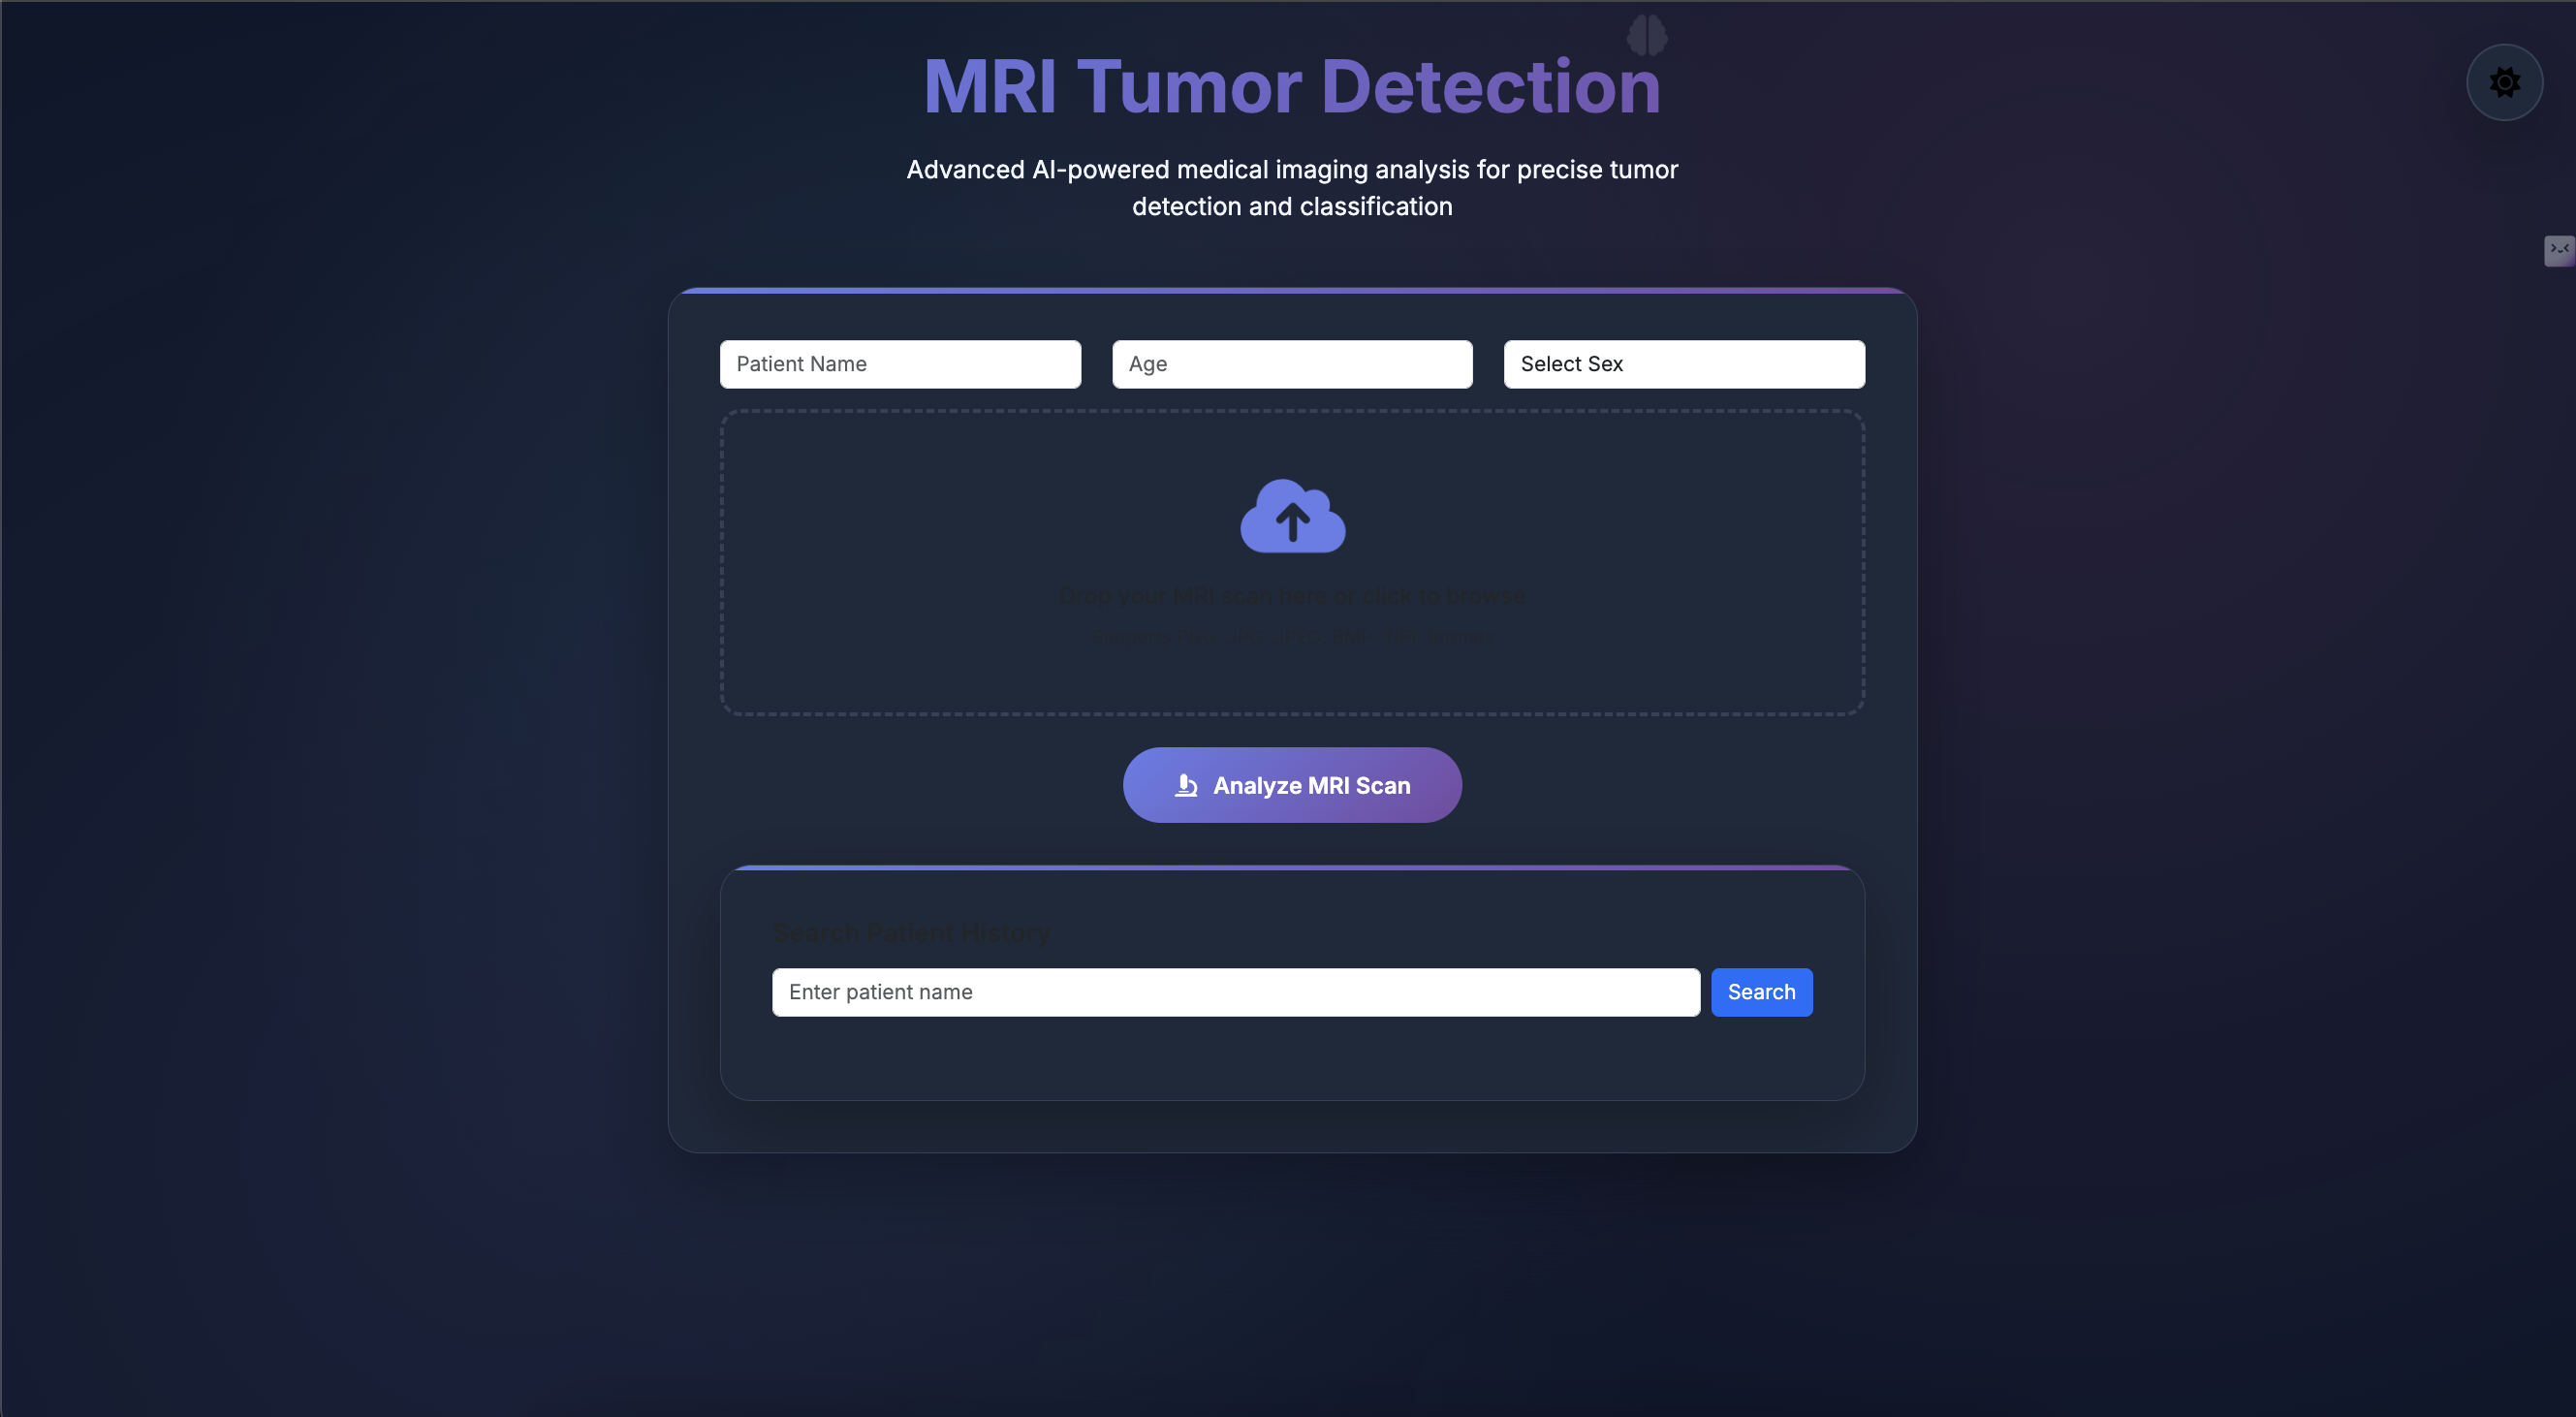 MRI Tumor Detection
Advanced AI-powered medical imaging analysis for precise tumor
detection and classification
Patient Name
Age
Select Sex
Drop your MRI scan here or click to browse
Analyze MRI Scan
Search Patient History
Enter patient name
Search